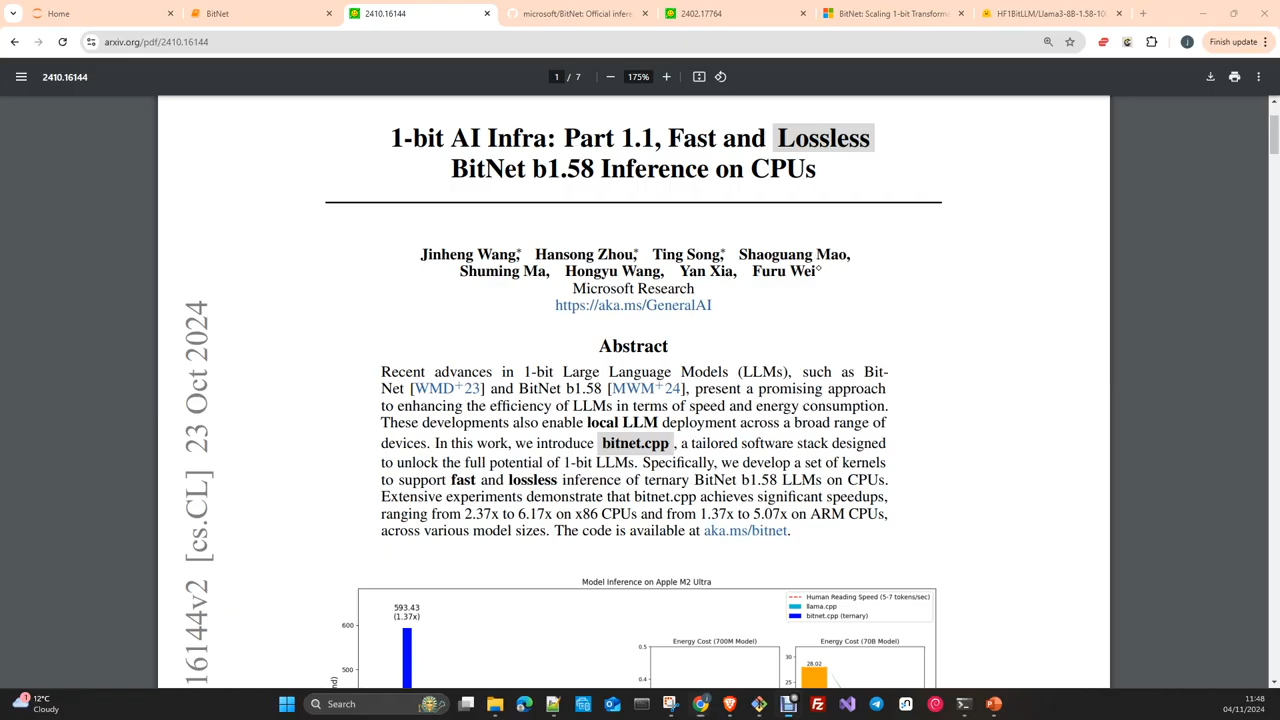 Home
BitNet
2410.16144
microsoft/BitNet: Official infere
2402.17764
BitNet: Scaling 1-bit Transform
HF1BitLLM/Llama3-8B-1.58-10
arxiv.org/pdf/2410.16144
Finish update
2410.16144
1 / 7
175%
1-bit AI Infra: Part 1.1, Fast and Lossless
BitNet b1.58 Inference on CPUs
Jinheng Wang*, Hansong Zhou*, Ting Song*, Shaoguang Mao,
Shuming Ma, Hongyu Wang, Yan Xia, Furu Wei⋄
Microsoft Research
https://aka.ms/GeneralAI
Abstract
Recent advances in 1-bit Large Language Models (LLMs), such as Bit-
Net [WMD+23] and BitNet b1.58 [MWM+24], present a promising approach
to enhancing the efficiency of LLMs in terms of speed and energy consumption.
These developments also enable local LLM deployment across a broad range of
devices. In this work, we introduce bitnet.cpp, a tailored software stack designed
to unlock the full potential of 1-bit LLMs. Specifically, we develop a set of kernels
to support fast and lossless inference of ternary BitNet b1.58 LLMs on CPUs.
Extensive experiments demonstrate that bitnet.cpp achieves significant speedups,
ranging from 2.37x to 6.17x on x86 CPUs and from 1.37x to 5.07x on ARM CPUs,
across various model sizes. The code is available at aka.ms/bitnet.
16144v2 [cs.CL] 23 Oct 2024
Model Inference on Apple M2 Ultra
593.43
(1.37x)
600
500
Human Reading Speed (5-7 tokens/sec)
llama.cpp
bitnet.cpp (ternary)
Energy Cost (700M Model)
0.5
0.4
Energy Cost (70B Model)
30
28.02
25
12°C
Cloudy
Search
11:48
04/11/2024